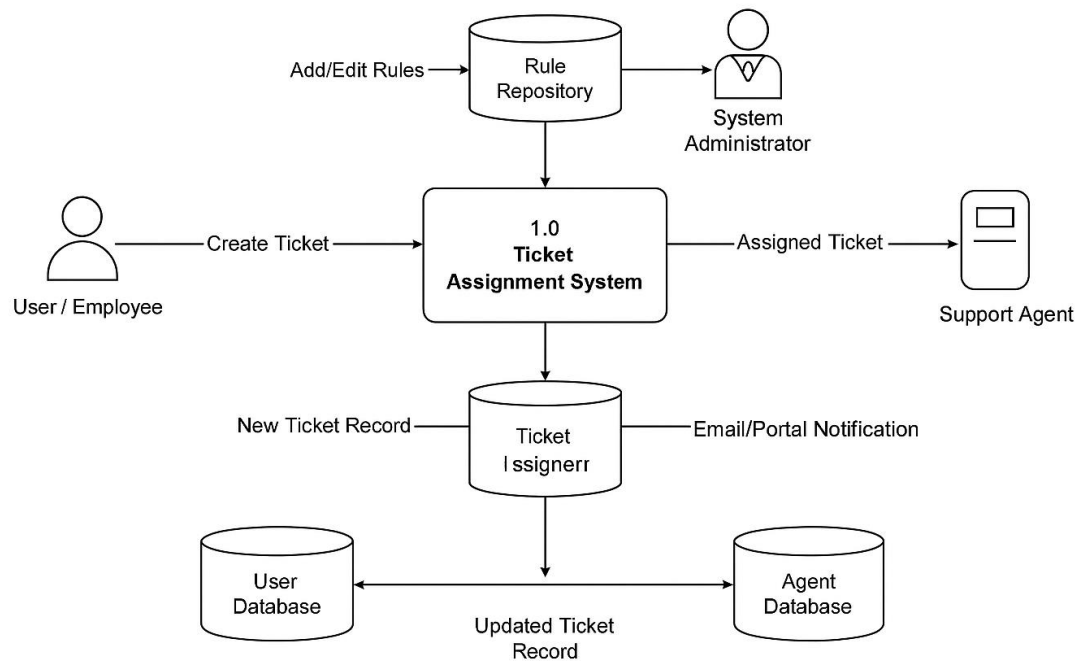 Add/Edit Rules
Rule
Repository
System
Administrator
User / Employee
Create Ticket
1.0
Ticket
Assignment System
Assigned Ticket
Support Agent
New Ticket Record
Ticket
Issignerr
Email/Portal Notification
User
Database
Agent
Database
Updated Ticket
Record